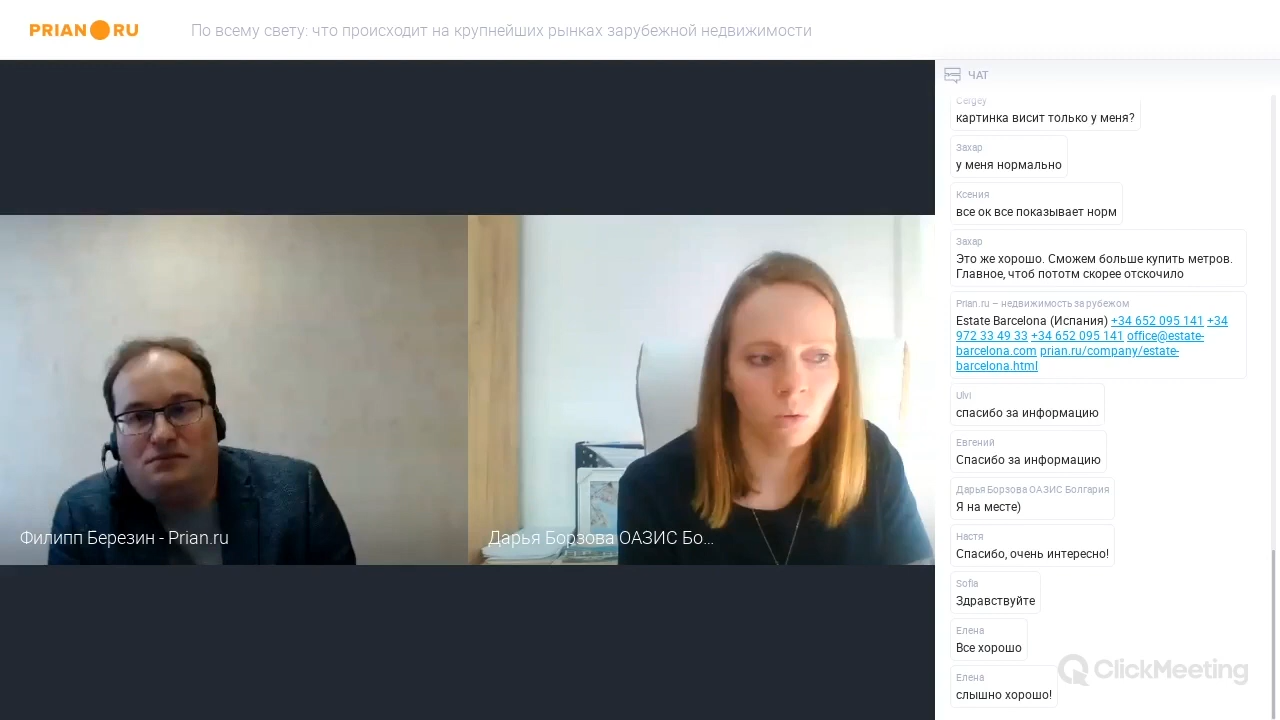 PRIAN RU
По всему свету: что происходит на крупнейших рынках зарубежной недвижимости
ЧАТ
Cergey
картинка висит только у меня?
Захар
у меня нормально
Ксения
все ок все показывает норм
Захар
Это же хорошо. Сможем больше купить метров.
Главное, чтоб пототм скорее отскочило
Prian.ru – недвижимость за рубежом
Estate Barcelona (Испания) +34 652 095 141 +34
972 33 49 33 +34 652 095 141 office@estate-
barcelona.com prian.ru/company/estate-
barcelona.html
Ulvi
спасибо за информацию
Евгений
Спасибо за информацию
Дарья Борзова ОАЗИС Болгария
Я на месте)
Настя
Спасибо, очень интересно!
Sofia
Здравствуйте
Елена
Все хорошо
Елена
слышно хорошо!
ClickMeeting
Филипп Березин - Prian.ru
Дарья Борзова ОАЗИС Бо...